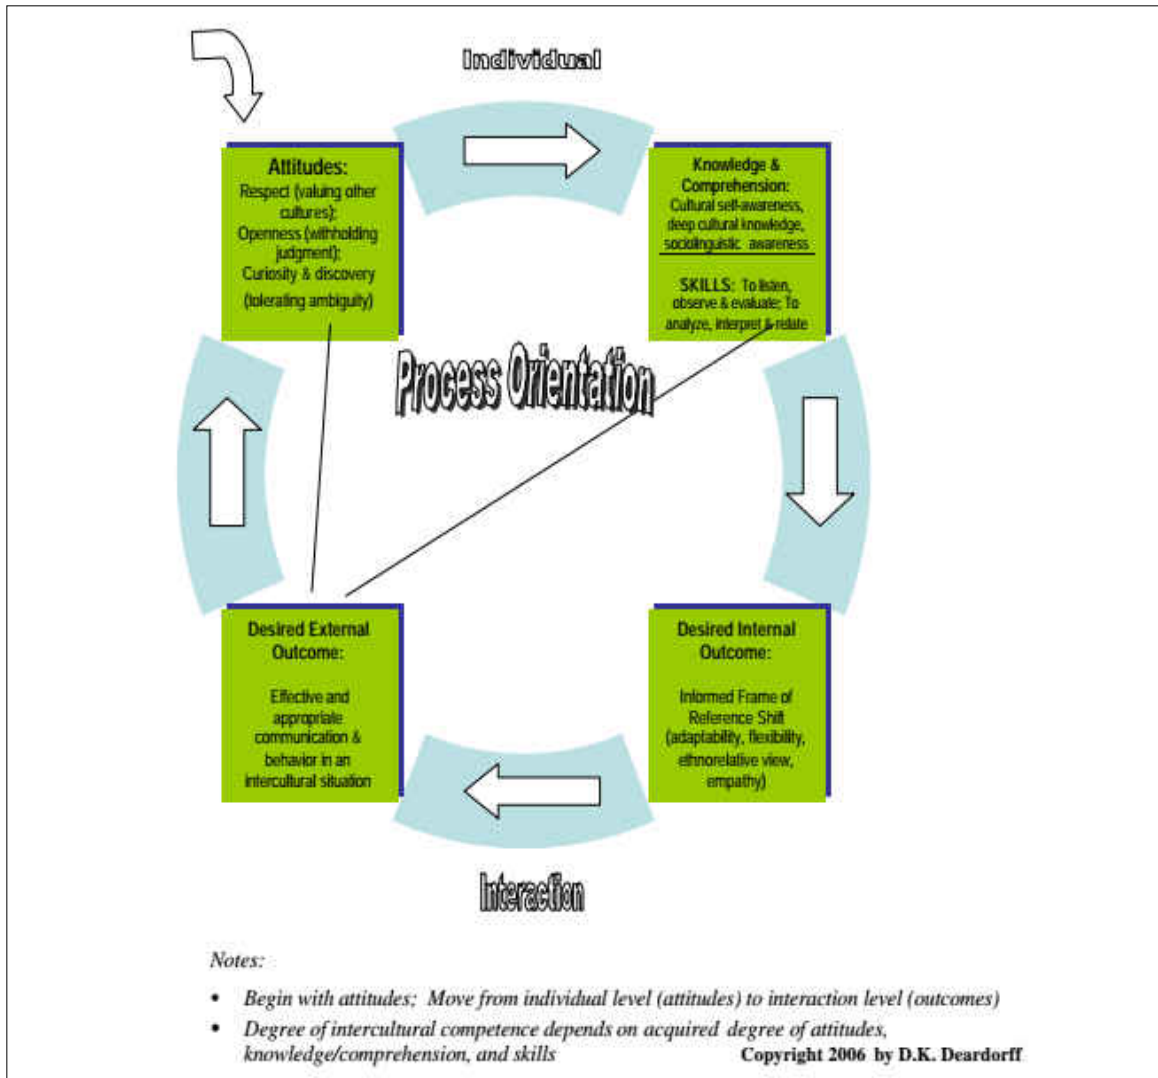 Individual
Attitudes:
Respect (valuing other
cultures);
Openness (withholding
judgment);
Curiosity & discovery
(tolerating ambiguity)
Knowledge &
Comprehension:
Cultural self-awareness,
deep cultural knowledge,
sociolinguistic awareness
SKILLS: To listen,
observe & evaluate; To
analyze, interpret & relate
Process Orientation
Desired External
Outcome:
Effective and
appropriate
communication &
behavior in an
intercultural situation
Desired Internal
Outcome:
Informed Frame of
Reference Shift
(adaptability, flexibility,
ethnorelative view,
empathy)
Interaction
Notes:
• Begin with attitudes; Move from individual level (attitudes) to interaction level (outcomes)
• Degree of intercultural competence depends on acquired degree of attitudes,
knowledge/comprehension, and skills
Copyright 2006 by D.K. Deardorff